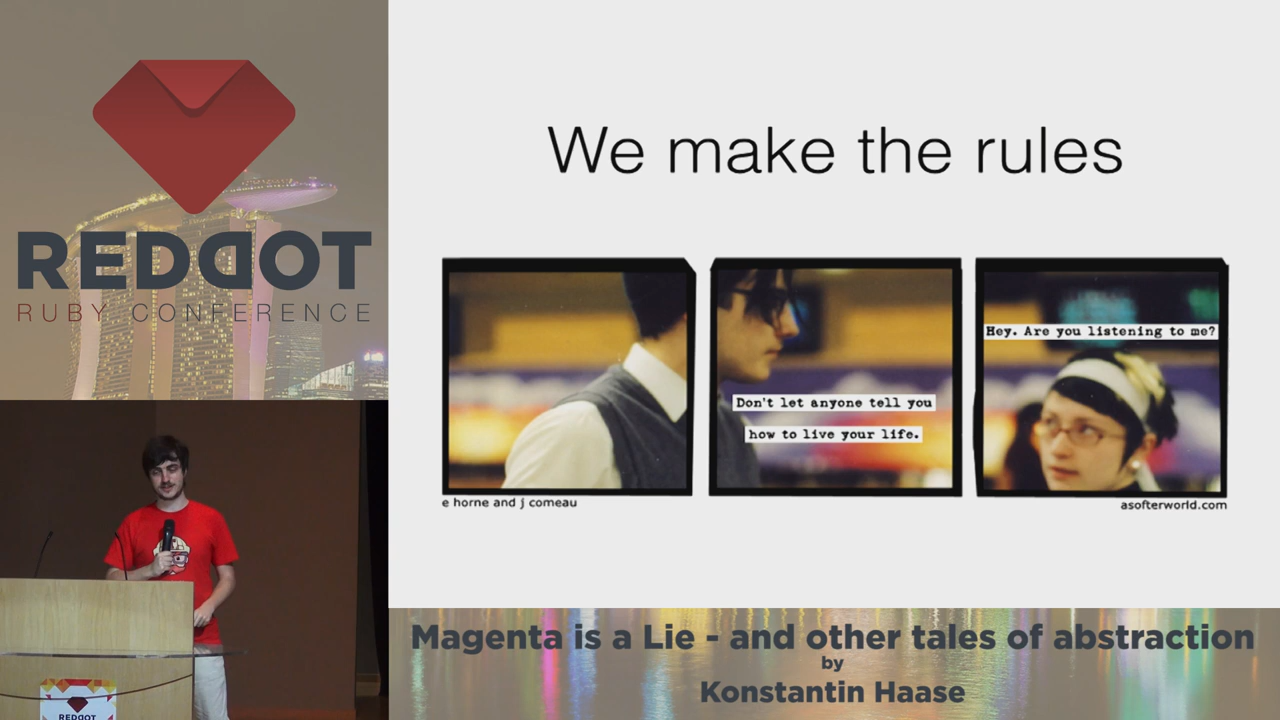 REDDOT
RUBY CONFERENCE
We make the rules
Don't let anyone tell you
how to live your life.
Hey. Are you listening to me?
e horne and j comeau
asofterworld.com
REDDOT
Magenta is a Lie - and other tales of abstraction
by
Konstantin Haase